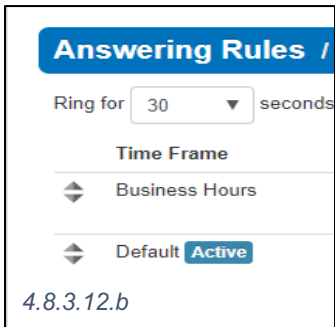 Answering Rules /
Ring for 30 seconds
Time Frame
Business Hours
Default Active
4.8.3.12.b